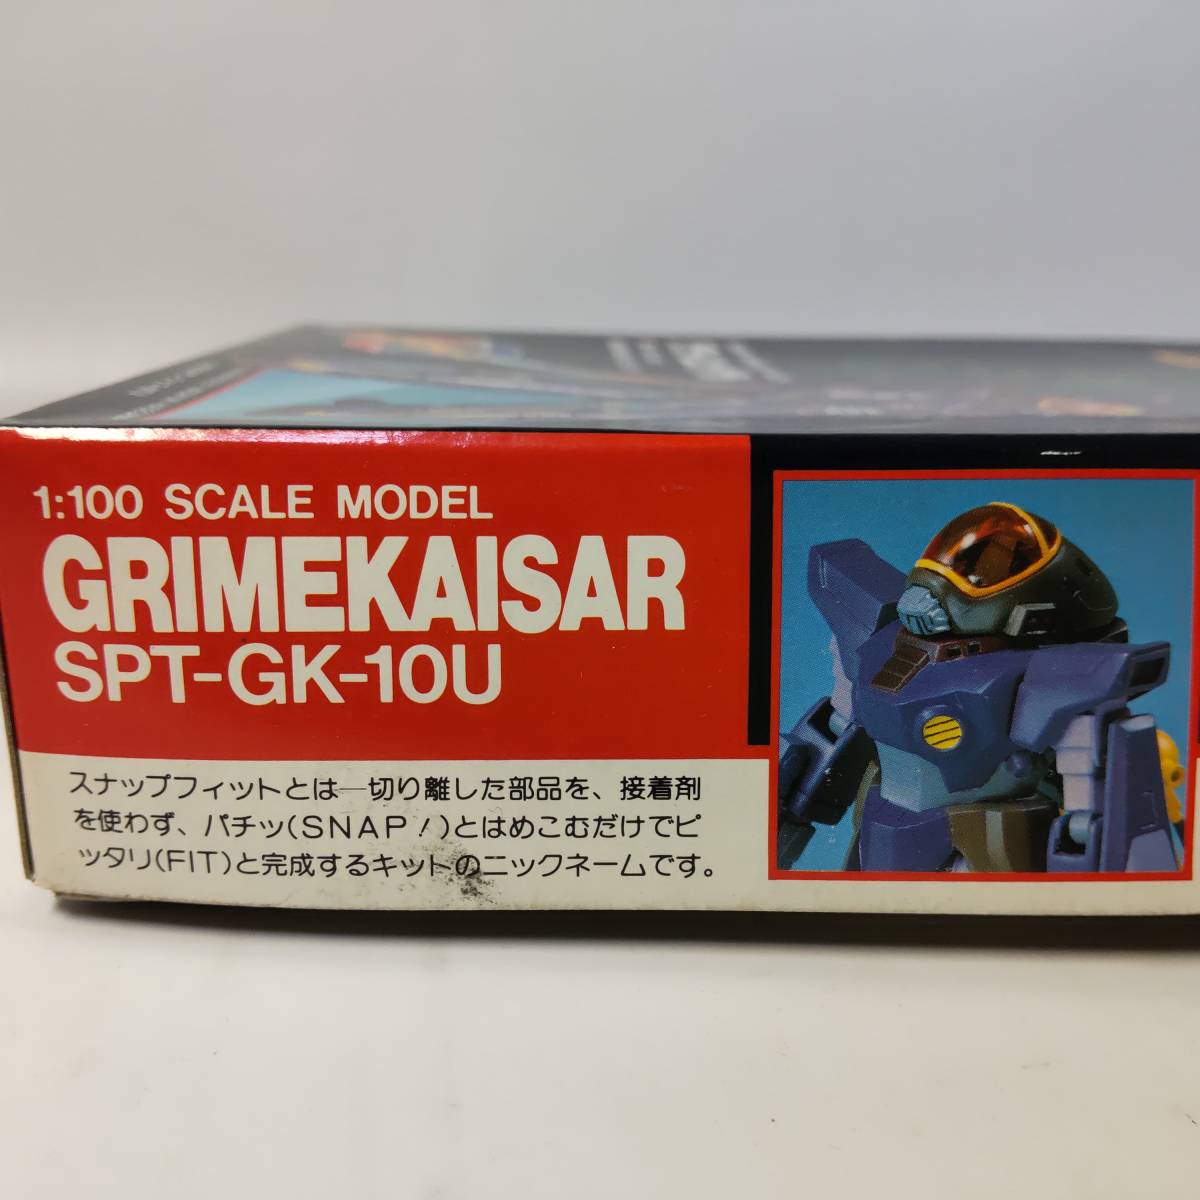 1:100 SCALE MODEL
GRIMEKAISAR
SPT-GK-10U
スナップフィットとは―切り離した部品を、接着剤
を使わず、パチッ(SNAP!)とはめこむだけでピ
ッタリ(FIT)と完成するキットのニックネームです。